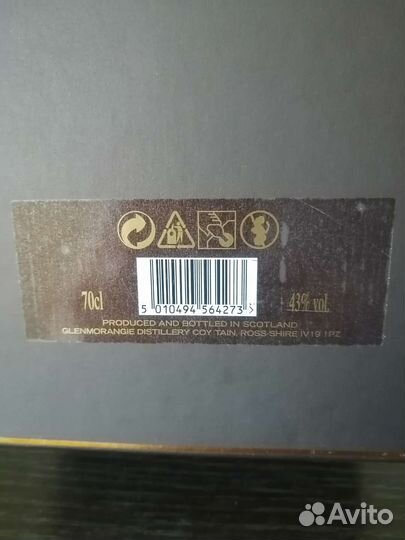 70cl
5 010494 564273 >
43% vol.
PRODUCED AND BOTTLED IN SCOTLAND
GLENMORANGIE DISTILLERY COY TAIN, ROSS-SHIRE IV19 1PZ
Avito